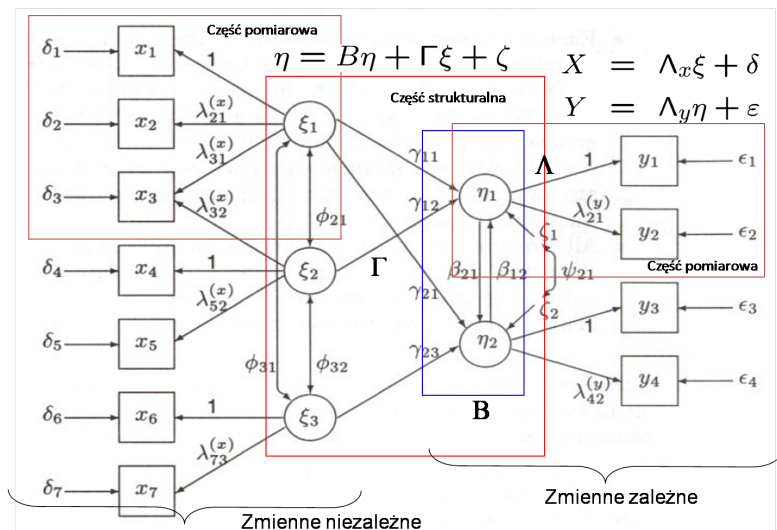 Część pomiarowa
η = Bη + Γξ + ζ
X = Λ_x ξ + δ
Y = Λ_y η + ε
Część strukturalna
δ₁ x₁ 1
δ₂ x₂ λ₂₁⁽ˣ⁾
λ₃₁⁽ˣ⁾
δ₃ x₃ λ₃₂⁽ˣ⁾
δ₄ x₄ 1
δ₅ x₅ λ₅₂⁽ˣ⁾
δ₆ x₆ 1
δ₇ x₇ λ₇₃⁽ˣ⁾
ξ₁
ξ₂
ξ₃
ϕ₂₁
ϕ₃₁
ϕ₃₂
γ₁₁
γ₁₂
Γ
γ₂₁
γ₂₃
η₁
β₂₁ β₁₂
η₂
B
ζ₁
ψ₂₁
ζ₂
Λ
1 y₁ ϵ₁
λ₂₁⁽ʸ⁾ y₂ ϵ₂
Część pomiarowa
1 y₃ ϵ₃
λ₄₂⁽ʸ⁾ y₄ ϵ₄
Zmienne zależne
Zmienne niezależne